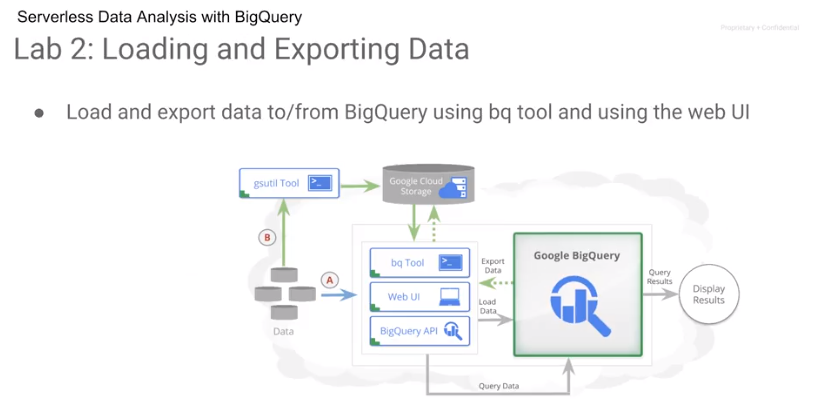 Serverless Data Analysis with BigQuery
Proprietary + Confidential
Lab 2: Loading and Exporting Data
● Load and export data to/from BigQuery using bq tool and using the web UI
gsutil Tool
>_
Google Cloud
Storage
B
bq Tool
>_
Export
Data
Google BigQuery
Query
Results
Display
Results
A
Web UI
Load
Data
BigQuery API
Data
Query Data